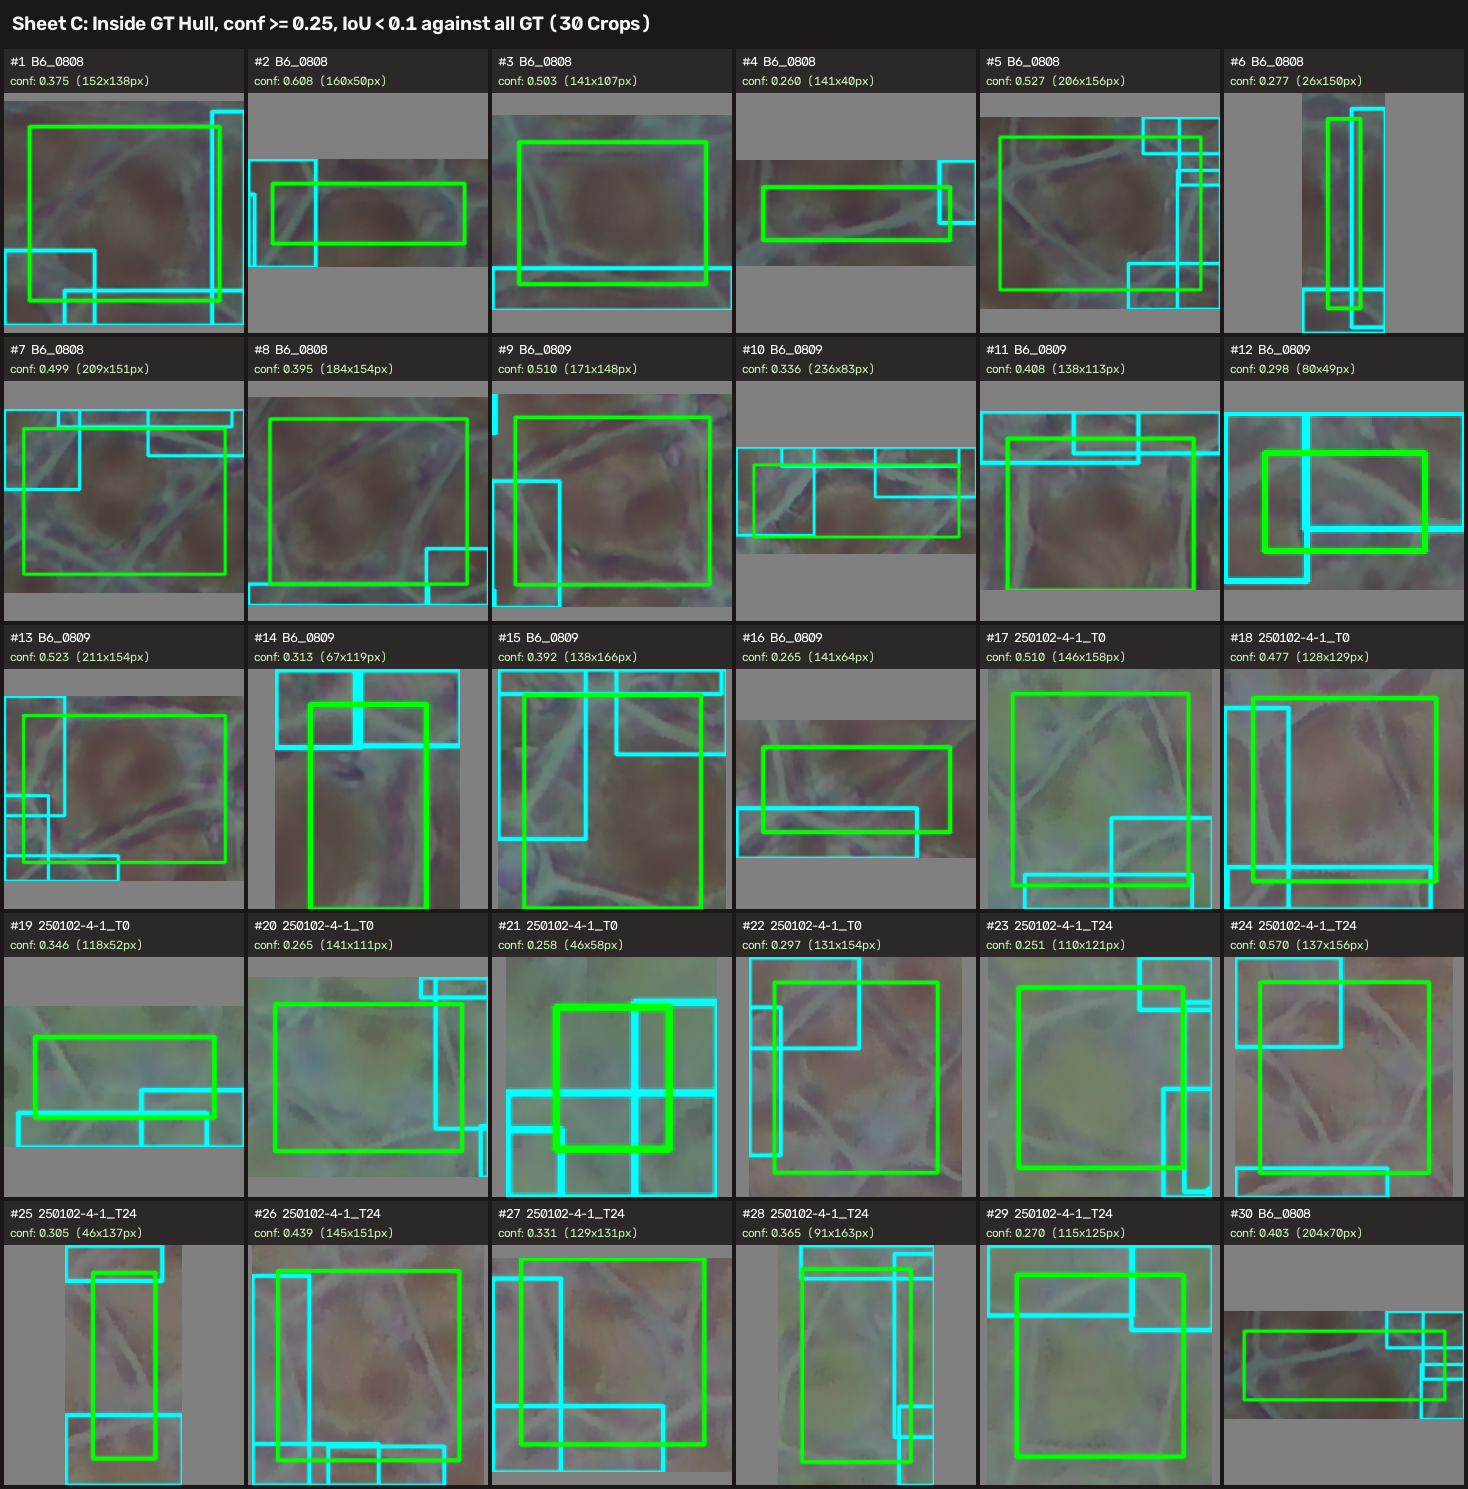 Sheet C: Inside GT Hull, conf >= 0.25, IoU < 0.1 against all GT (30 Crops)
#1 B6_0808
conf: 0.375 (152x138px)
#2 B6_0808
conf: 0.608 (160x50px)
#3 B6_0808
conf: 0.503 (141x107px)
#4 B6_0808
conf: 0.260 (141x40px)
#5 B6_0808
conf: 0.527 (206x156px)
#6 B6_0808
conf: 0.277 (26x150px)
#7 B6_0808
conf: 0.499 (209x151px)
#8 B6_0808
conf: 0.395 (184x154px)
#9 B6_0809
conf: 0.510 (171x148px)
#10 B6_0809
conf: 0.336 (236x83px)
#11 B6_0809
conf: 0.408 (138x113px)
#12 B6_0809
conf: 0.298 (80x49px)
#13 B6_0809
conf: 0.523 (211x154px)
#14 B6_0809
conf: 0.313 (67x119px)
#15 B6_0809
conf: 0.392 (138x166px)
#16 B6_0809
conf: 0.265 (141x64px)
#17 250102-4-1_T0
conf: 0.510 (146x158px)
#18 250102-4-1_T0
conf: 0.477 (128x129px)
#19 250102-4-1_T0
conf: 0.346 (118x52px)
#20 250102-4-1_T0
conf: 0.265 (141x111px)
#21 250102-4-1_T0
conf: 0.258 (46x58px)
#22 250102-4-1_T0
conf: 0.297 (131x154px)
#23 250102-4-1_T24
conf: 0.251 (110x121px)
#24 250102-4-1_T24
conf: 0.570 (137x156px)
#25 250102-4-1_T24
conf: 0.305 (46x137px)
#26 250102-4-1_T24
conf: 0.439 (145x151px)
#27 250102-4-1_T24
conf: 0.331 (129x131px)
#28 250102-4-1_T24
conf: 0.365 (91x163px)
#29 250102-4-1_T24
conf: 0.270 (115x125px)
#30 B6_0808
conf: 0.403 (204x70px)